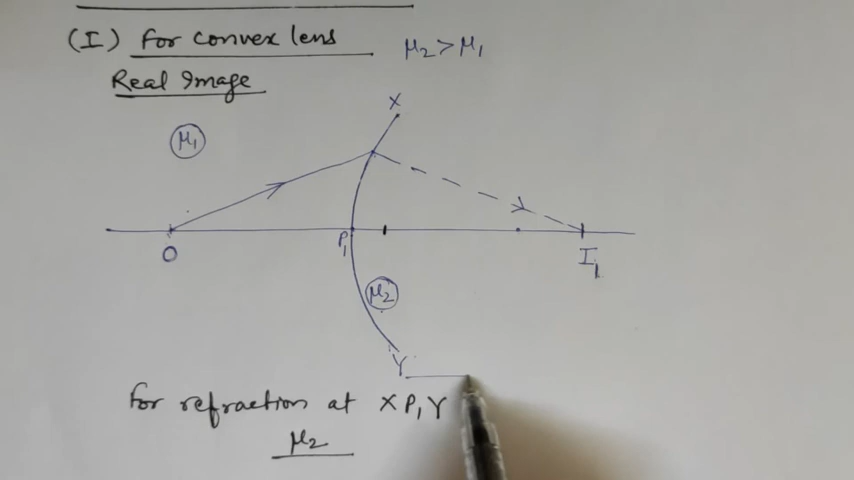 (I) For convex lens μ₂>μ₁
Real Image
X
μ₁
O
P₁
I₁
μ₂
Y
For refraction at XP₁Y
μ₂